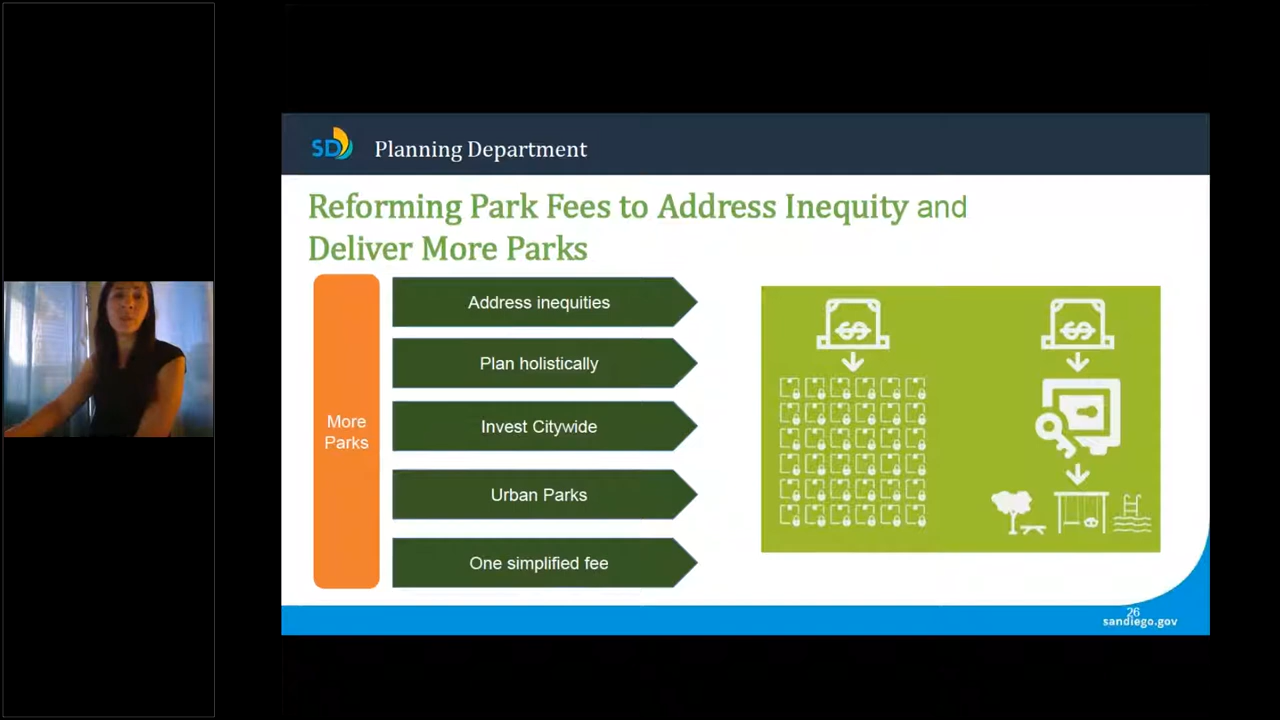 SD
Planning Department
Reforming Park Fees to Address Inequity and
Deliver More Parks
More
Parks
Address inequities
Plan holistically
Invest Citywide
Urban Parks
One simplified fee
$
$
26
sandiego.gov